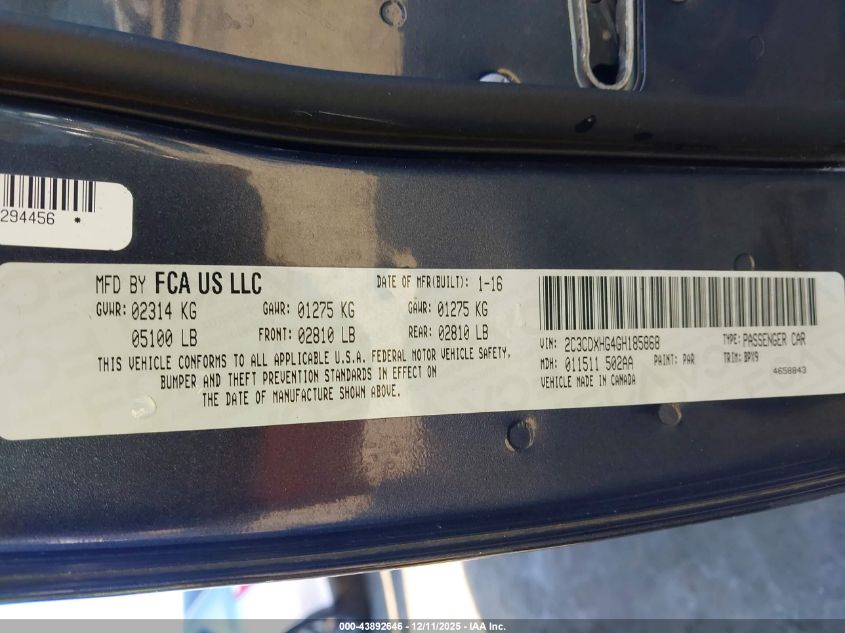 294456 *
MFD BY FCA US LLC DATE OF MFR(BUILT): 1-16
GVWR: 02314 KG GAWR: 01275 KG GAWR: 01275 KG
05100 LB FRONT: 02810 LB REAR: 02810 LB
THIS VEHICLE CONFORMS TO ALL APPLICABLE U.S.A. FEDERAL MOTOR VEHICLE SAFETY,
BUMPER AND THEFT PREVENTION STANDARDS IN EFFECT ON
THE DATE OF MANUFACTURE SHOWN ABOVE.
VIN: 2C3CDXHG4GH185868 TYPE: PASSENGER CAR
MDH: 011511 502AA PAINT: PAR TRIM: BPX9
VEHICLE MADE IN CANADA 4658843
000-43892646 - 12/11/2025 - IAA Inc.